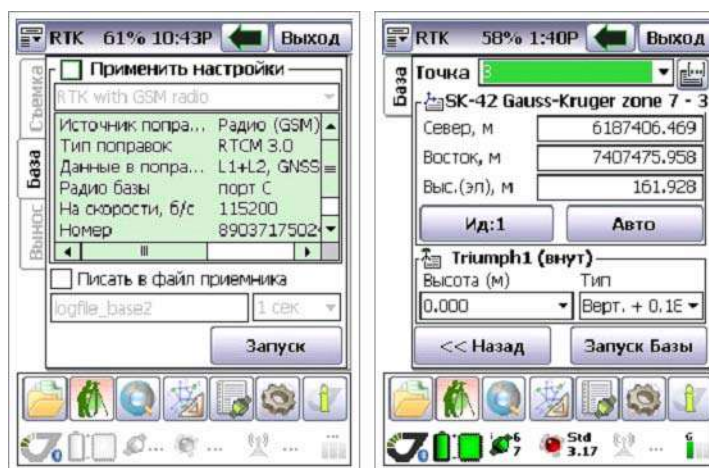 RTK 61% 10:43P Выход
Съемка
База
Вынос
Применить настройки
RTK with GSM radio
Источник попра... Радио (GSM)
Тип поправок RTCM 3.0
Данные в попра... L1+L2, GNSS
Радио базы порт C
На скорости, б/с 115200
Номер 8903717502
Писать в файл приемника
logfile_base2 1 сек
Запуск
RTK 58% 1:40P Выход
База
Точка 3
SK-42 Gauss-Kruger zone 7 - 3
Север, м 6187406.469
Восток, м 7407475.958
Выс.(эл), м 161.928
Ид:1 Авто
Triumph1 (внут)
Высота (м) Тип
0.000 Верт. + 0.1
<< Назад Запуск Базы
6 7 Std 3.17 ... G